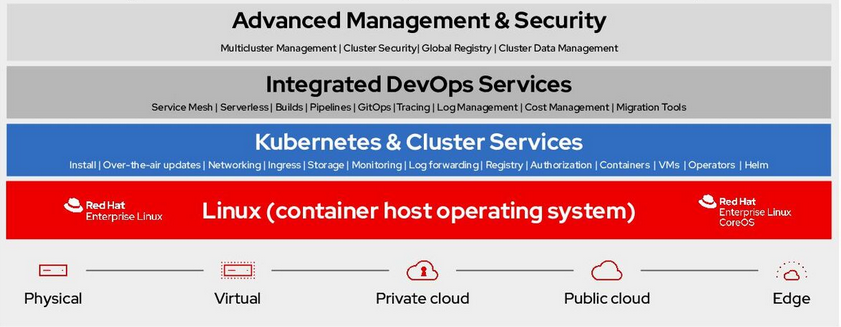 Advanced Management & Security
Multicluster Management | Cluster Security| Global Registry | Cluster Data Management
Integrated DevOps Services
Service Mesh | Serverless | Builds | Pipelines | GitOps |Tracing | Log Management | Cost Management | Migration Tools
Kubernetes & Cluster Services
Install | Over-the-air updates | Networking | Ingress | Storage | Monitoring | Log forwarding | Registry | Authorization | Containers | VMs | Operators | Helm
Red Hat
Enterprise Linux
Linux (container host operating system)
Red Hat
Enterprise Linux
CoreOS
Physical
Virtual
Private cloud
Public cloud
Edge